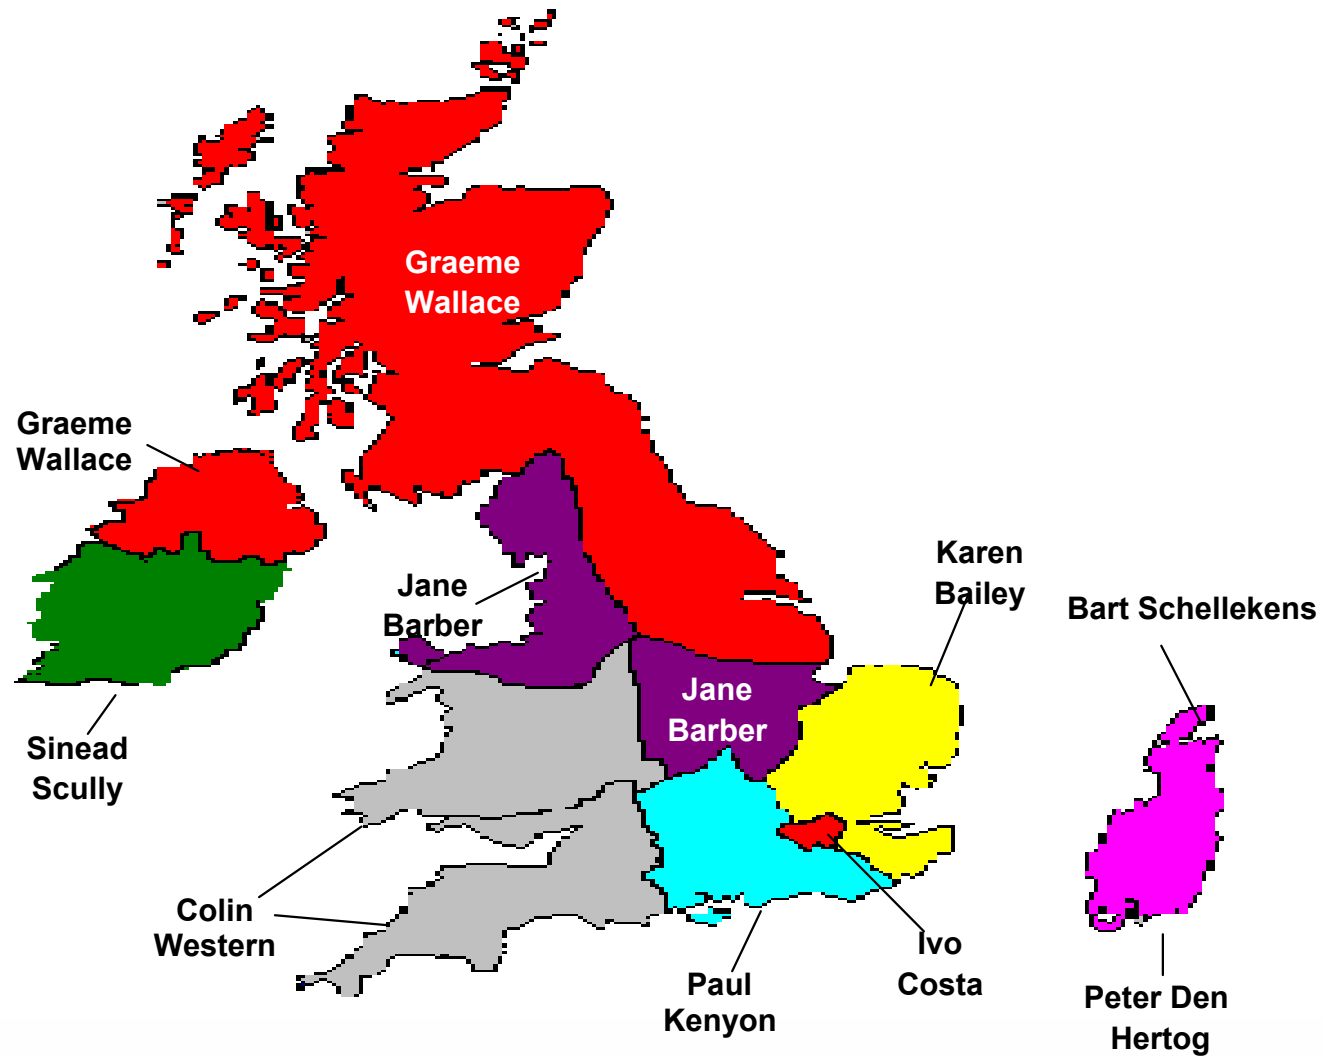 Graeme
Wallace
Graeme
Wallace
Karen
Bailey
Jane
Barber
Bart Schellekens
Jane
Barber
Sinead
Scully
Colin
Western
Ivo
Costa
Paul
Kenyon
Peter Den
Hertog